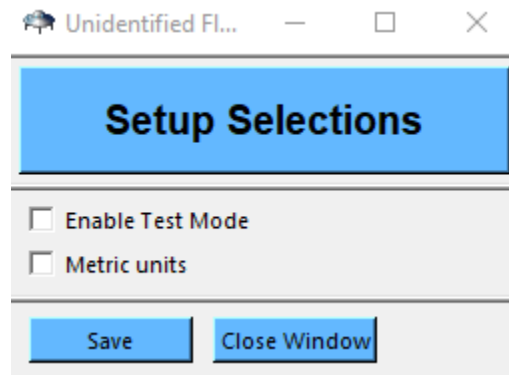 Unidentified Fl...
Setup Selections
Enable Test Mode
Metric units
Save Close Window